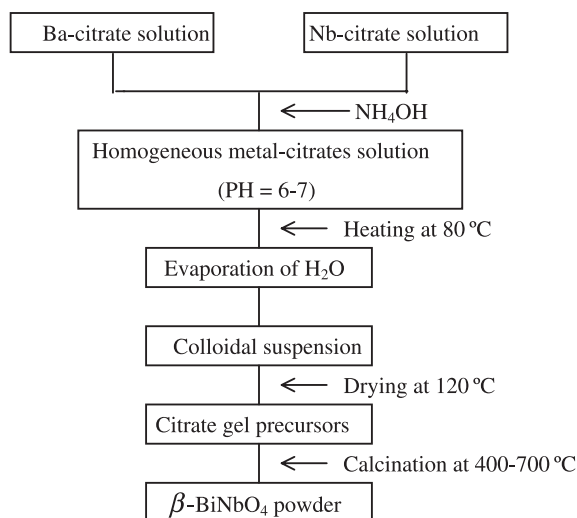 Ba-citrate solution
Nb-citrate solution
NH₄OH
Homogeneous metal-citrates solution
(PH = 6-7)
Heating at 80 ºC
Evaporation of H₂O
Colloidal suspension
Drying at 120 ºC
Citrate gel precursors
Calcination at 400-700 ºC
β-BiNbO₄ powder